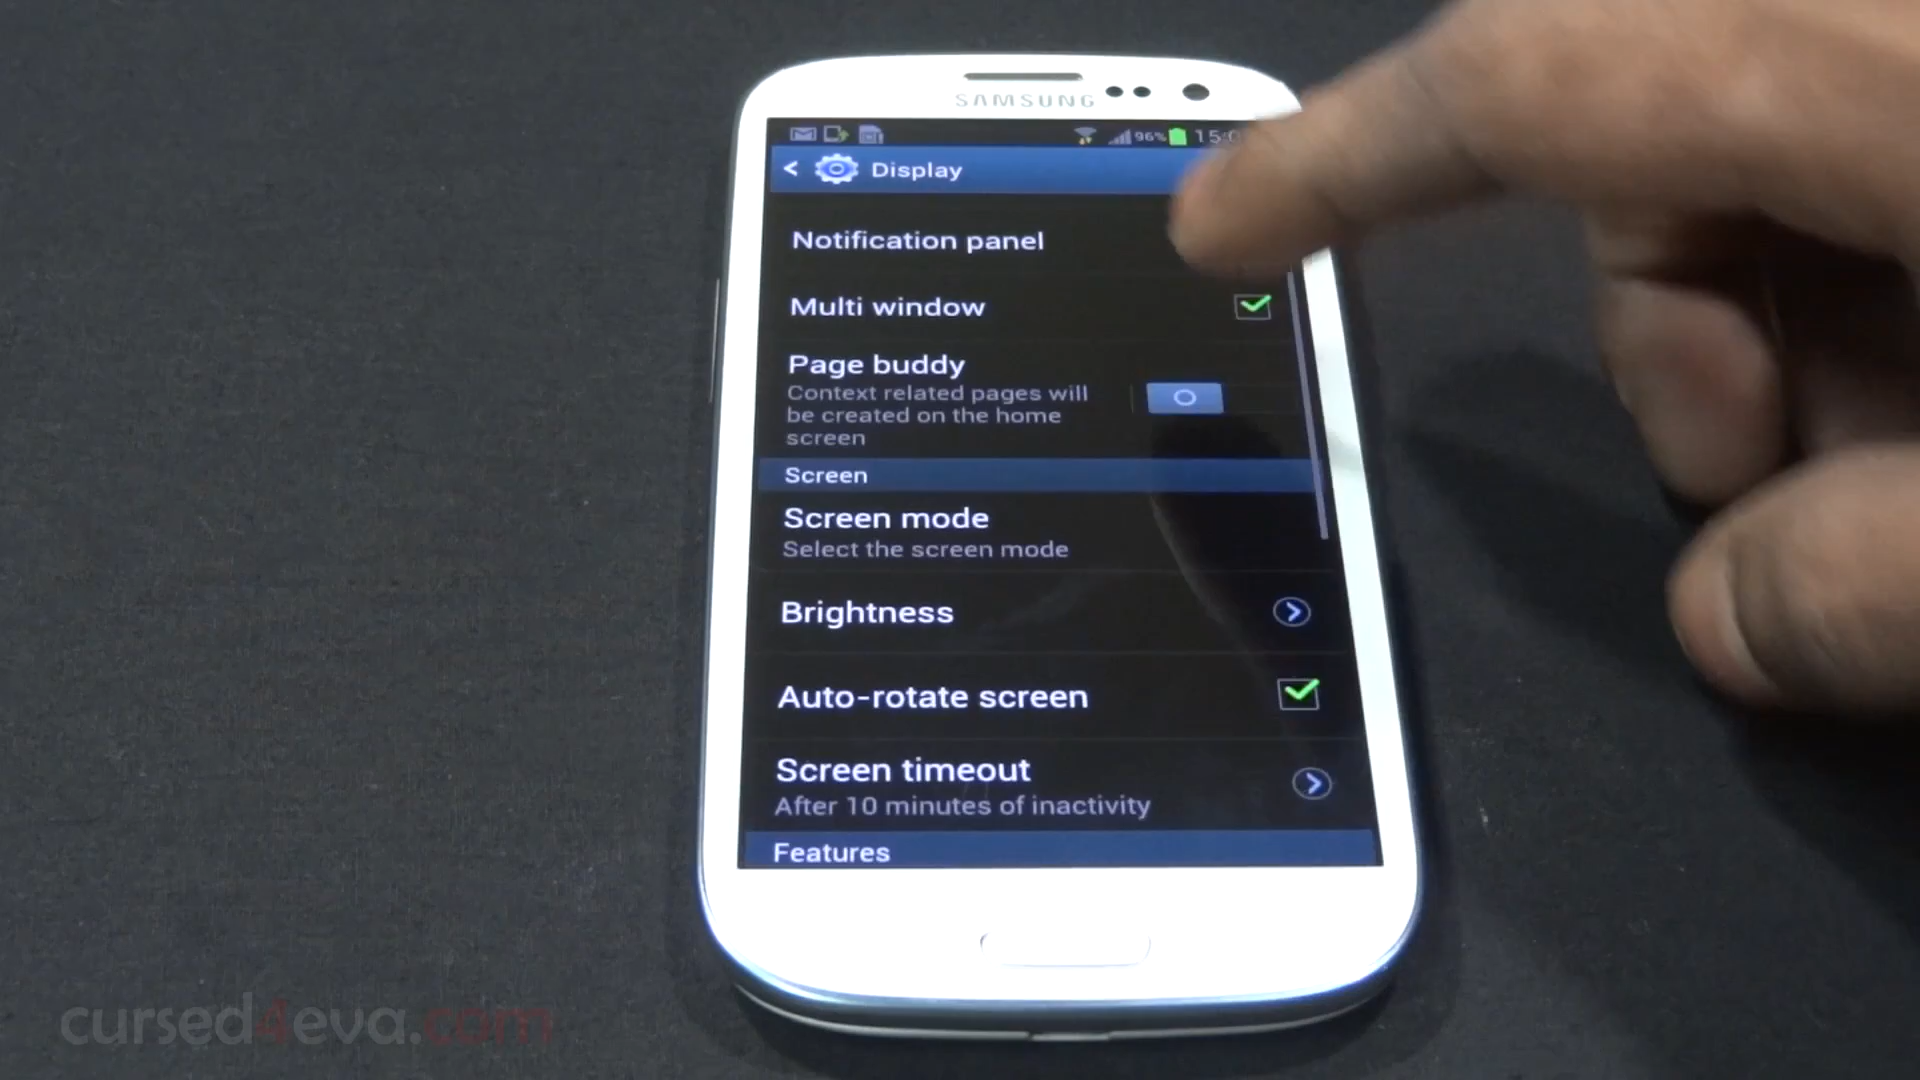 SAMSUNG
96%
Display
Notification panel
Multi window
Page buddy
Context related pages will
be created on the home
screen
Screen
Screen mode
Select the screen mode
Brightness
Auto-rotate screen
Screen timeout
After 10 minutes of inactivity
Features
cursed4eva.com